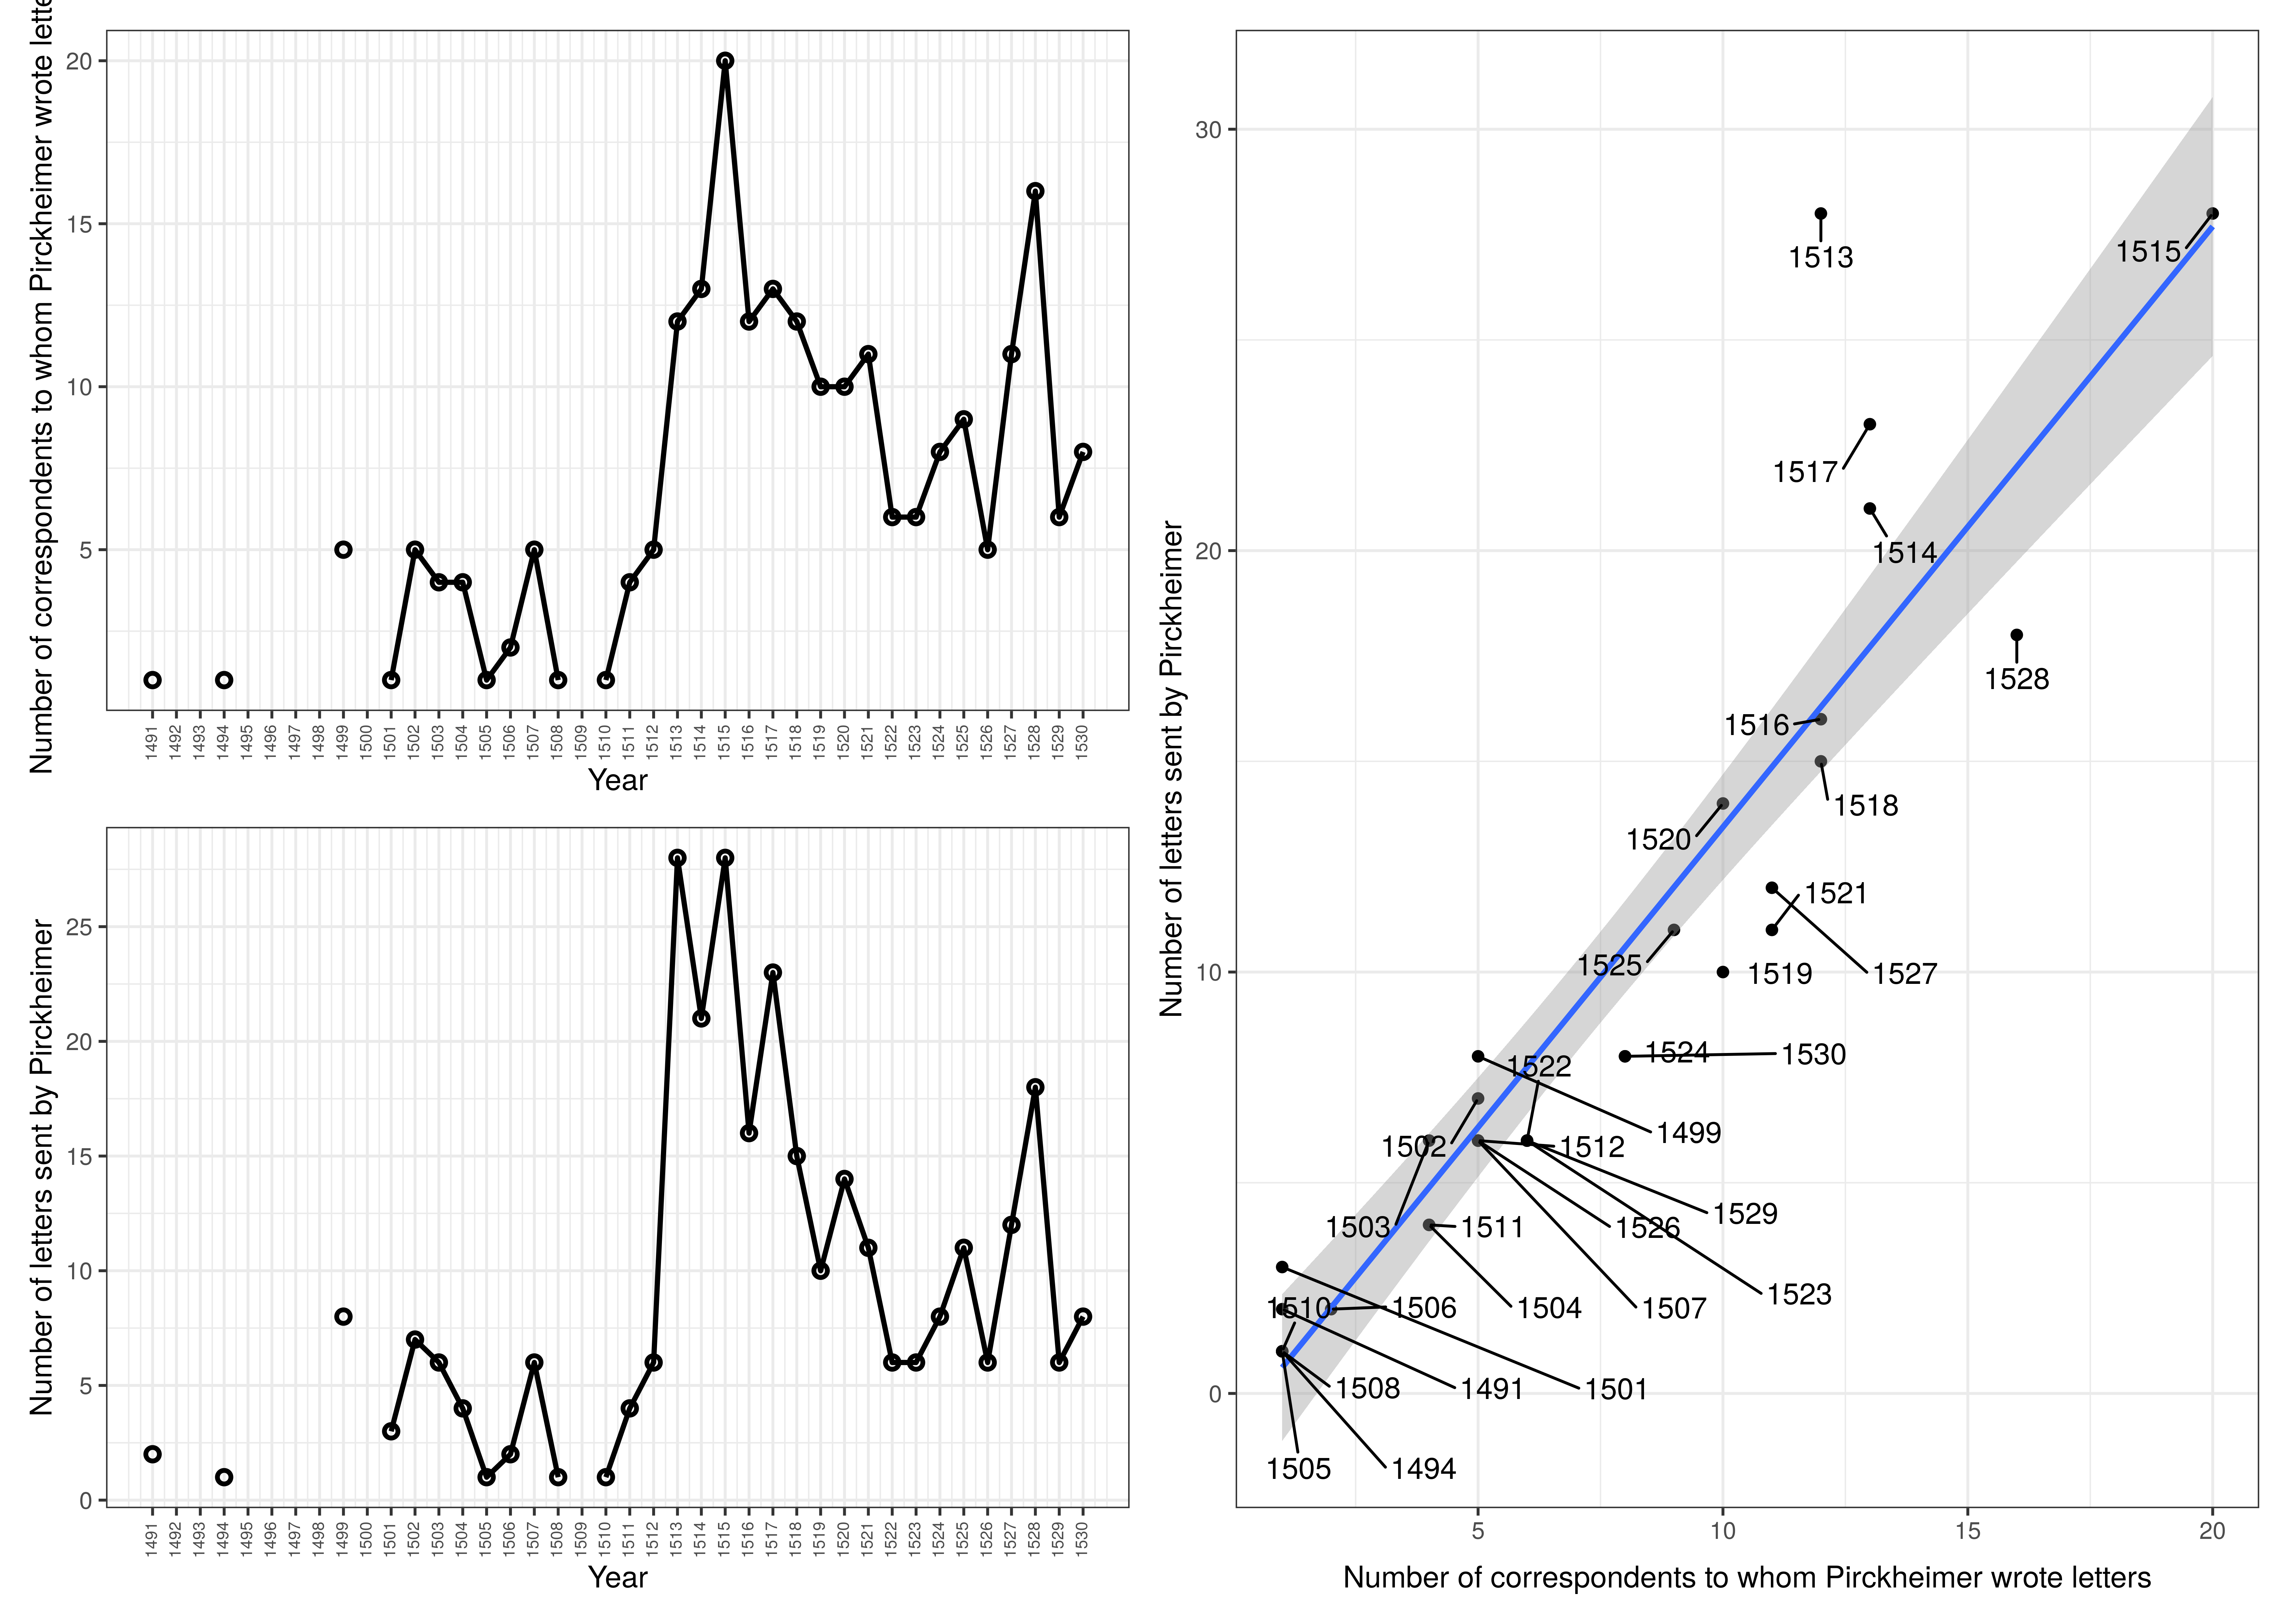 Number of correspondents to whom Pirckheimer wrote
20
15
10
5
1491 1492 1493 1494 1495 1496 1497 1498 1499 1500 1501 1502 1503 1504 1505 1506 1507 1508 1509 1510 1511 1512 1513 1514 1515 1516 1517 1518 1519 1520 1521 1522 1523 1524 1525 1526 1527 1528 1529 1530
Year
Number of letters sent by Pirckheimer
25
20
15
10
5
0
1491 1492 1493 1494 1495 1496 1497 1498 1499 1500 1501 1502 1503 1504 1505 1506 1507 1508 1509 1510 1511 1512 1513 1514 1515 1516 1517 1518 1519 1520 1521 1522 1523 1524 1525 1526 1527 1528 1529 1530
Year
Number of letters sent by Pirckheimer
30
20
10
0
1515
1513
1517
1514
1528
1516
1518
1520
1521
1525
1519 1527
1524 1530
1522
1499
1502 1512
1529
1503 1511 1526
1523
1510 1506 1504 1507
1508 1491 1501
1505 1494
5 10 15 20
Number of correspondents to whom Pirckheimer wrote letters